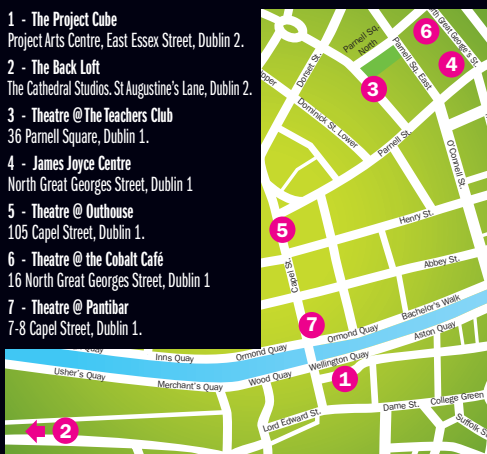 1 - The Project Cube
Project Arts Centre, East Essex Street, Dublin 2.
2 - The Back Loft
The Cathedral Studios. St Augustine's Lane, Dublin 2.
3 - Theatre @ The Teachers Club
36 Parnell Square, Dublin 1.
4 - James Joyce Centre
North Great Georges Street, Dublin 1
5 - Theatre @ Outhouse
105 Capel Street, Dublin 1.
6 - Theatre @ the Cobalt Café
16 North Great Georges Street, Dublin 1
7 - Theatre @ Pantibar
7-8 Capel Street, Dublin 1.
Parnell Sq.
North
Dorset St.
Parnell Sq. East
Great George's St.
6
4
3
Dominick St. Lower
Parnell St.
O'Connell St.
5
Henry St.
Capel St.
Abbey St.
7
Bachelor's Walk
Ormond Quay
Aston Quay
Inns Quay
Ormond Quay
Wellington Quay
Usher's Quay
Merchant's Quay
Wood Quay
1
Lord Edward St.
Dame St.
College Green
Suffolk S
2